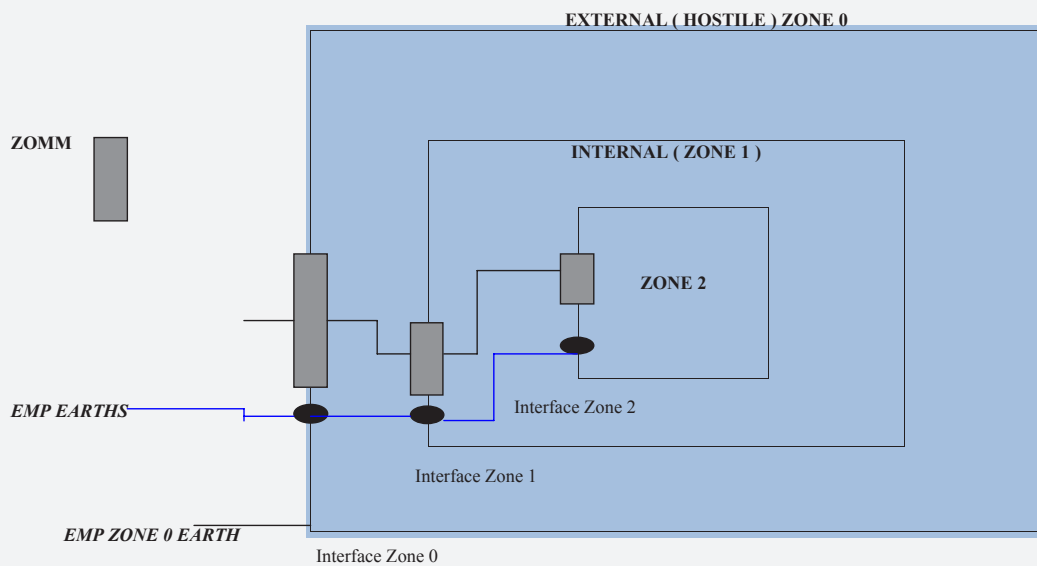 EXTERNAL ( HOSTILE ) ZONE 0
ZOMM
INTERNAL ( ZONE 1 )
ZONE 2
EMP EARTHS
Interface Zone 2
Interface Zone 1
EMP ZONE 0 EARTH
Interface Zone 0